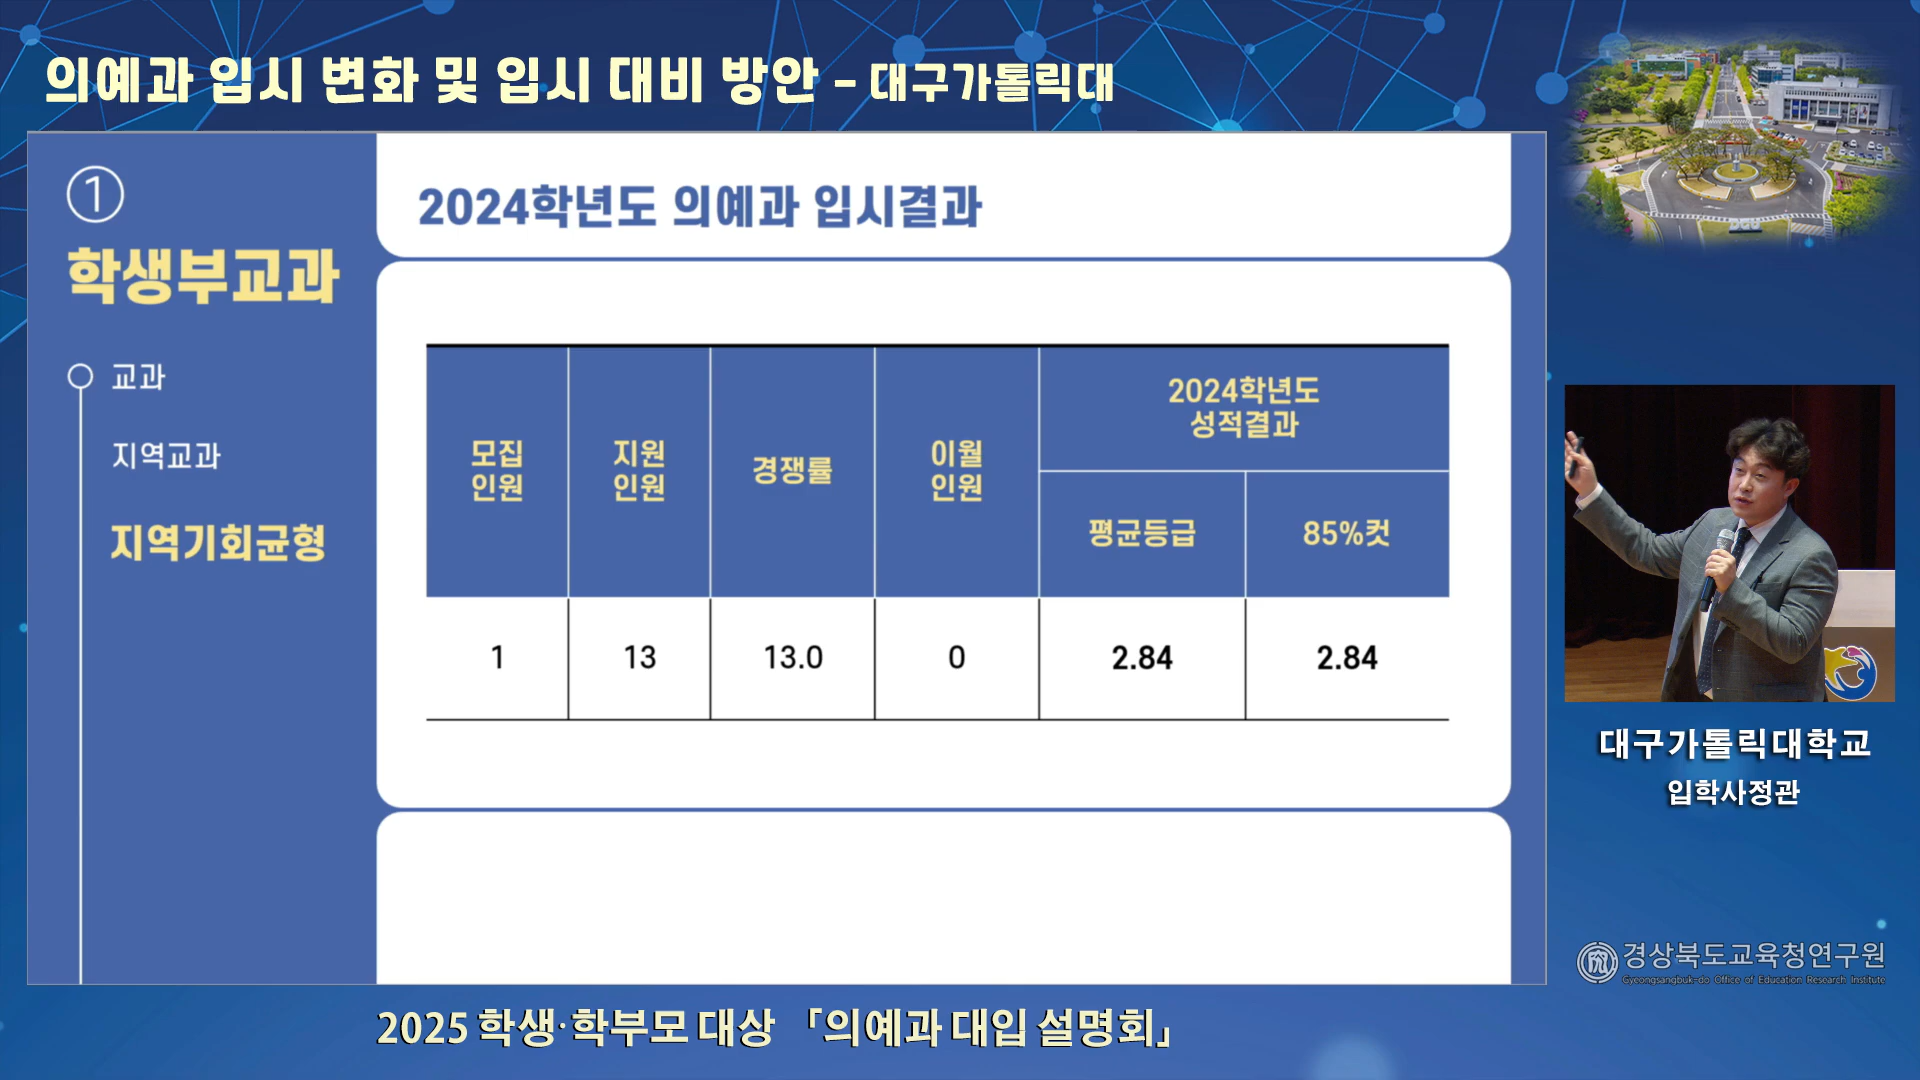 의예과 입시 변화 및 입시 대비 방안 - 대구가톨릭대
①
학생부교과
교과
지역교과
지역기회균형
2024학년도 의예과 입시결과
모집
인원
지원
인원
경쟁률
이월
인원
2024학년도
성적결과
평균등급
85%컷
1
13
13.0
0
2.84
2.84
대구가톨릭대학교
입학사정관
경상북도교육청연구원
Gyeongsangbuk-do Office of Education Research Institute
2025 학생·학부모 대상 「의예과 대입 설명회」